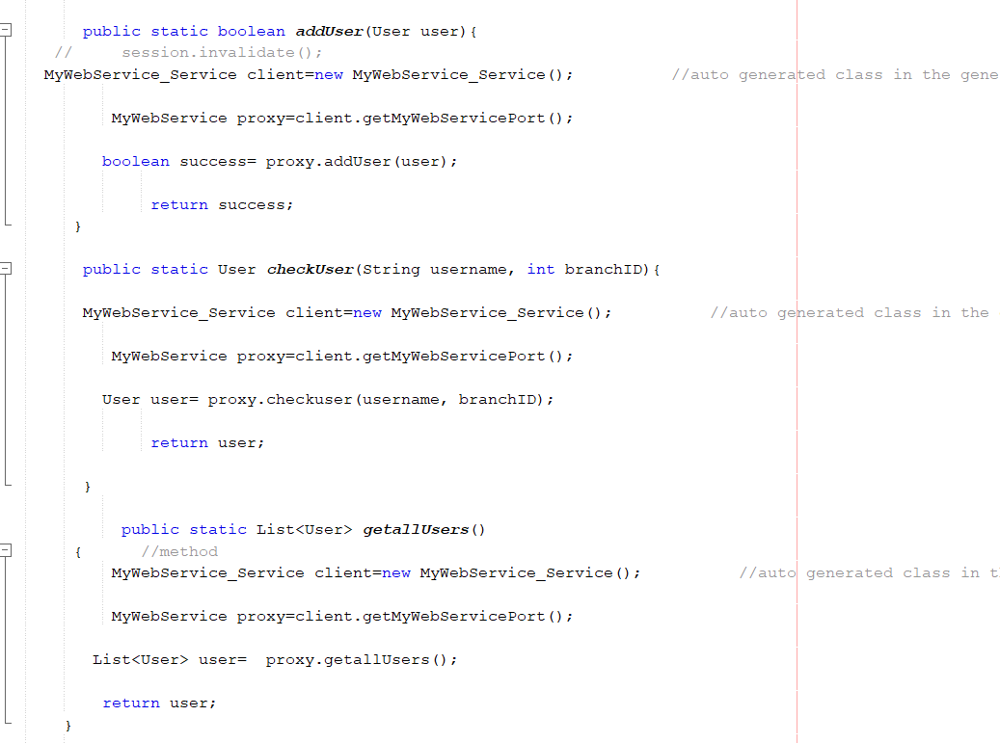 public static boolean addUser(User user){
// session.invalidate();
MyWebService_Service client=new MyWebService_Service(); //auto generated class in the gene
MyWebService proxy=client.getMyWebServicePort();
boolean success= proxy.addUser(user);
return success;
}
public static User checkUser(String username, int branchID){
MyWebService_Service client=new MyWebService_Service(); //auto generated class in the
MyWebService proxy=client.getMyWebServicePort();
User user= proxy.checkuser(username, branchID);
return user;
}
public static List<User> getallUsers()
{ //method
MyWebService_Service client=new MyWebService_Service(); //auto generated class in t
MyWebService proxy=client.getMyWebServicePort();
List<User> user= proxy.getallUsers();
return user;
}